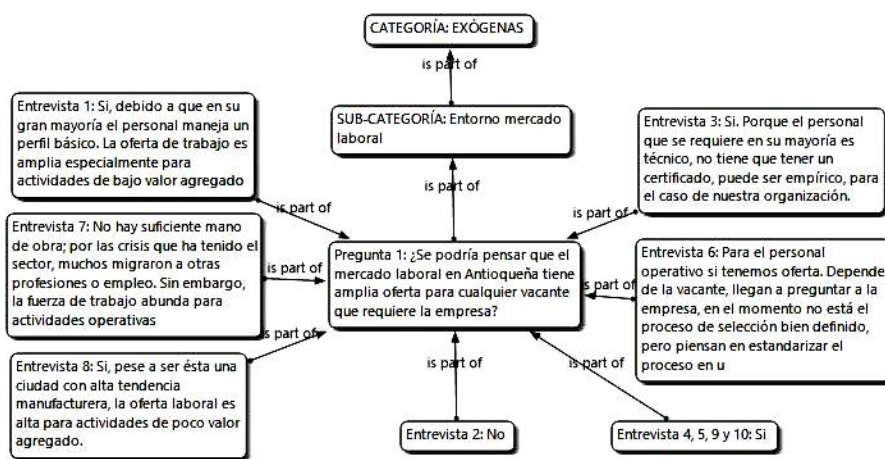 CATEGORÍA: EXÓGENAS
is part of
SUB-CATEGORÍA: Entorno mercado
laboral
is part of
Entrevista 1: Si, debido a que en su
gran mayoría el personal maneja un
perfil básico. La oferta de trabajo es
amplia especialmente para
actividades de bajo valor agregado
is part of
Entrevista 3: Si. Porque el personal
que se requiere en su mayoría es
técnico, no tiene que tener un
certificado, puede ser empírico, para
el caso de nuestra organización.
is part of
Entrevista 7: No hay suficiente mano
de obra; por las crisis que ha tenido el
sector, muchos migraron a otras
profesiones o empleo. Sin embargo,
la fuerza de trabajo abunda para
actividades operativas
is part of
Pregunta 1: ¿Se podría pensar que el
mercado laboral en Antioqueña tiene
amplia oferta para cualquier vacante
que requiere la empresa?
is part of
Entrevista 6: Para el personal
operativo si tenemos oferta. Depende
de la vacante, llegan a preguntar a la
empresa, en el momento no está el
proceso de selección bien definido,
pero piensan en estandarizar el
proceso en u
Entrevista 8: Si, pese a ser ésta una
ciudad con alta tendencia
manufacturera, la oferta laboral es
alta para actividades de poco valor
agregado.
is part of
is part of
is part of
Entrevista 2: No
Entrevista 4, 5, 9 y 10: Si